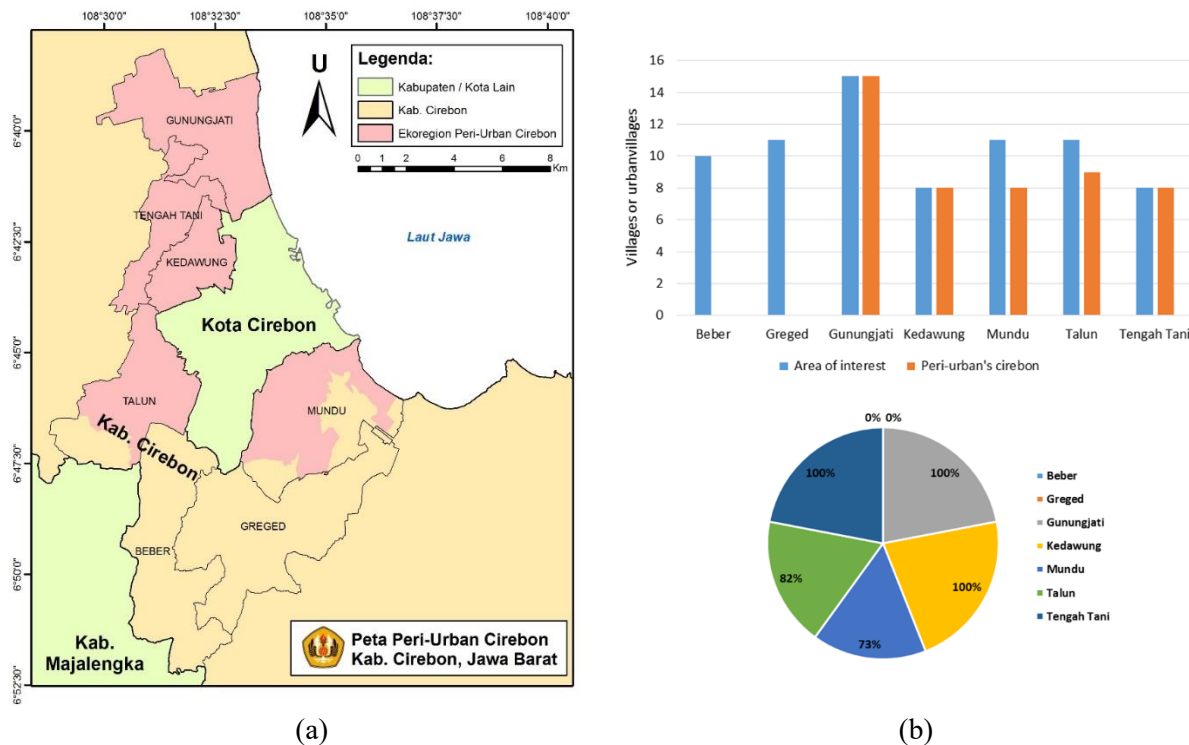 108°30'0" 108°32'30" 108°35'0" 108°37'30" 108°40'0"
6°40'0"
6°42'30"
6°45'0"
6°47'30"
6°50'0"
6°52'30"
Legenda:
Kabupaten / Kota Lain
Kab. Cirebon
Ekoregion Peri-Urban Cirebon
0 1 2 4 6 8
Km
U
GUNUNGJATI
TENGAH TANI
KEDAWUNG
Laut Jawa
Kota Cirebon
TALUN
MUNDU
Kab. Cirebon
GREGED
BEBER
Kab.
Majalengka
Peta Peri-Urban Cirebon
Kab. Cirebon, Jawa Barat
(a)
Villages or urbanvillages
16
14
12
10
8
6
4
2
0
Beber Greged Gunungjati Kedawung Mundu Talun Tengah Tani
Area of interest Peri-urban's cirebon
0% 0%
100% 100%
82% 100%
73%
Beber
Greged
Gunungjati
Kedawung
Mundu
Talun
Tengah Tani
(b)